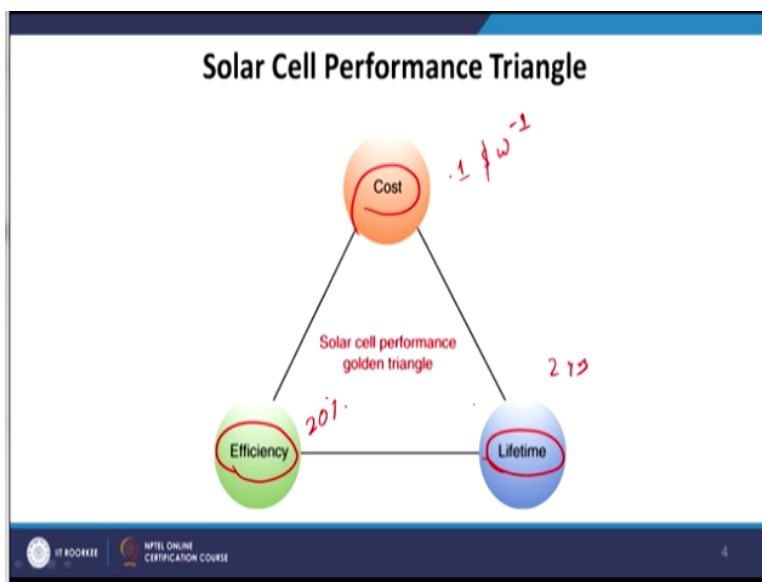 Solar Cell Performance Triangle
.1 $ W⁻¹
Cost
Solar cell performance
golden triangle
2 yrs
20%.
Efficiency
Lifetime
IIT ROORKEE
NPTEL ONLINE
CERTIFICATION COURSE
4